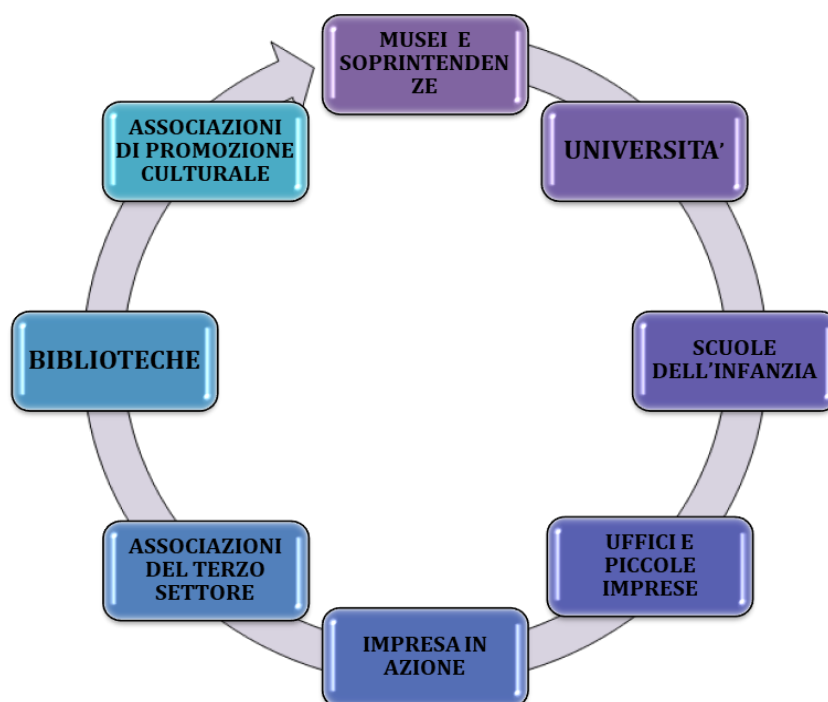 MUSEI E
SOPRINTENDEN
ZE
UNIVERSITA’
SCUOLE
DELL’INFANZIA
UFFICI E
PICCOLE
IMPRESE
IMPRESA IN
AZIONE
ASSOCIAZIONI
DEL TERZO
SETTORE
BIBLIOTECHE
ASSOCIAZIONI
DI PROMOZIONE
CULTURALE